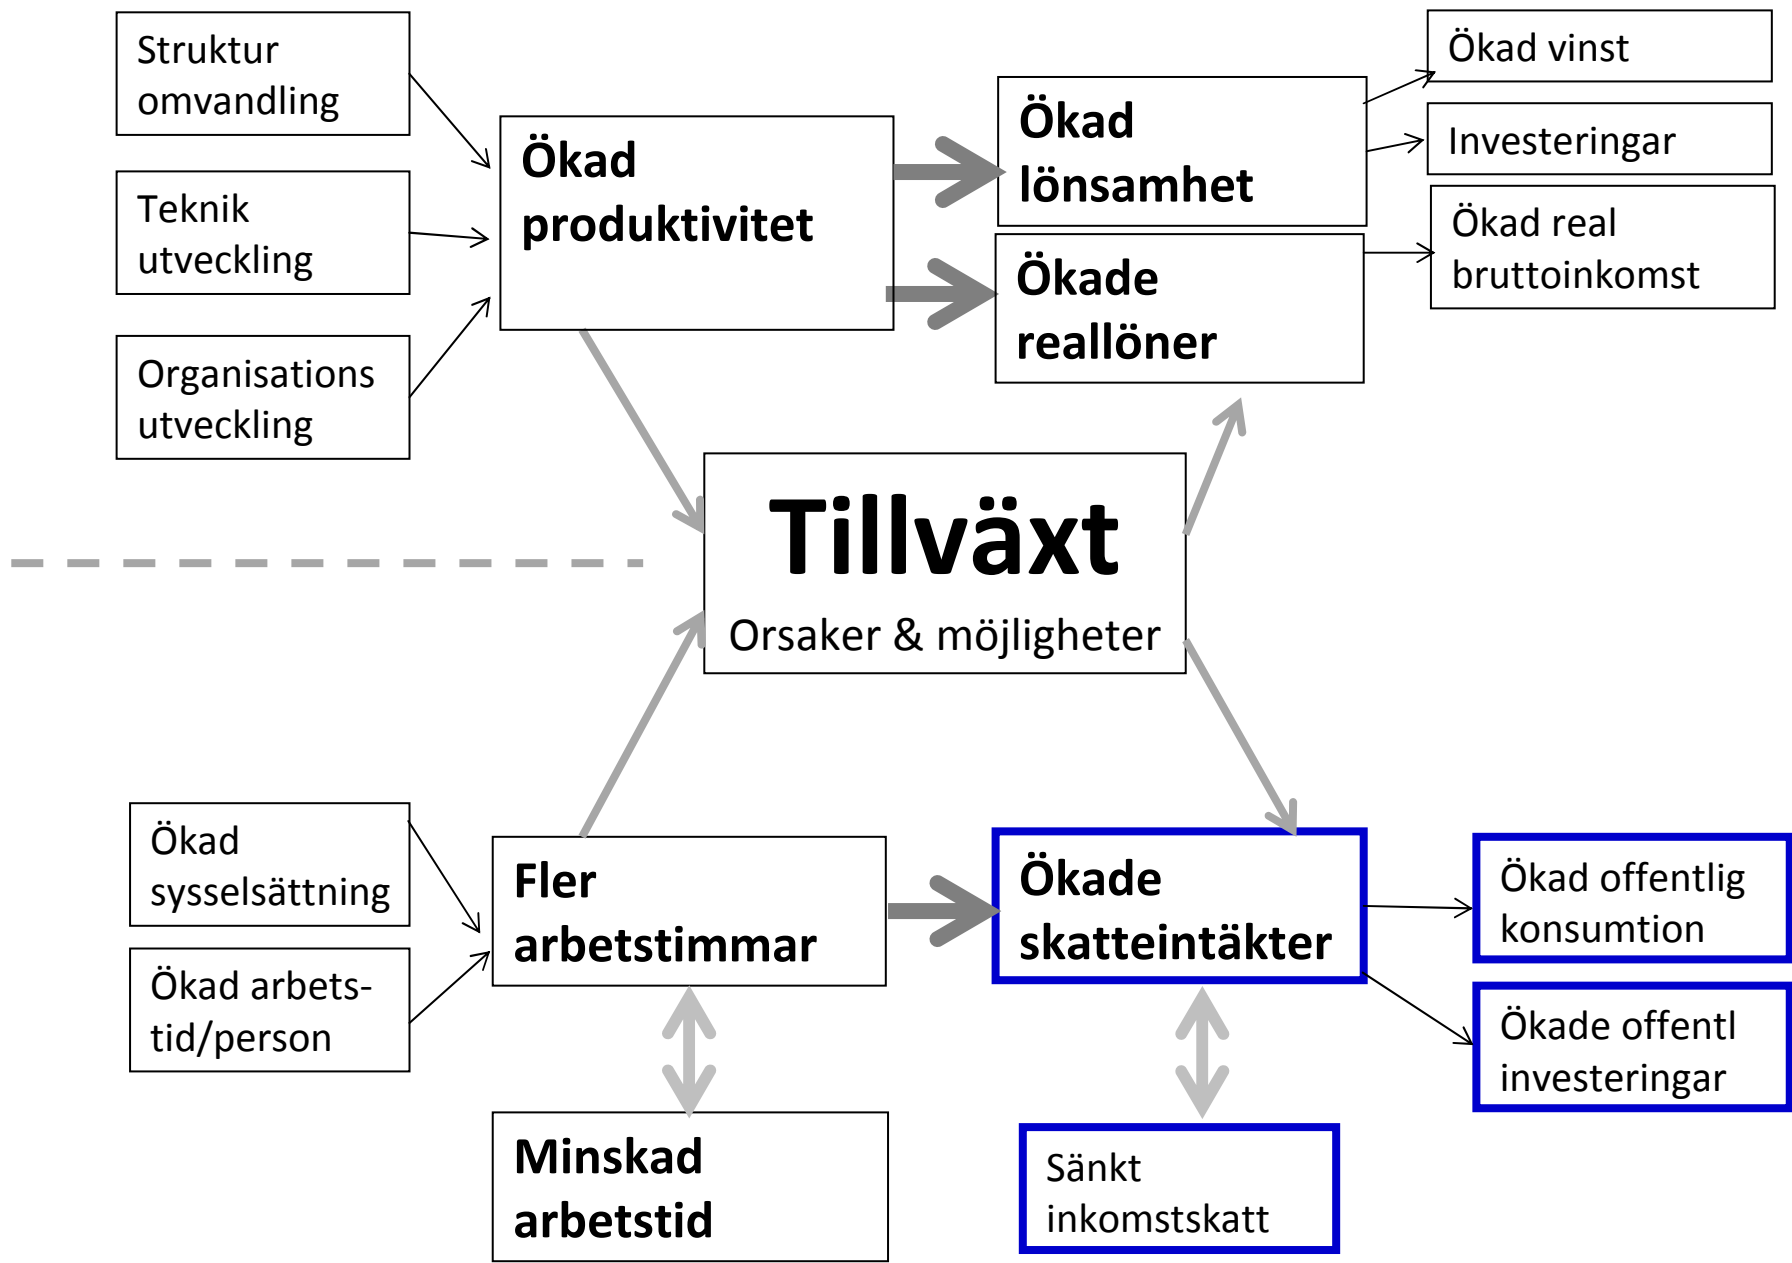 Struktur
omvandling
Teknik
utveckling
Organisations
utveckling
Ökad
produktivitet
Ökad
lönsamhet
Ökade
reallöner
Ökad vinst
Investeringar
Ökad real
bruttoinkomst
Tillväxt
Orsaker & möjligheter
Ökad
sysselsättning
Ökad arbets-
tid/person
Fler
arbetstimmar
Minskad
arbetstid
Ökade
skatteintäkter
Sänkt
inkomstskatt
Ökad offentlig
konsumtion
Ökade offentl
investeringar